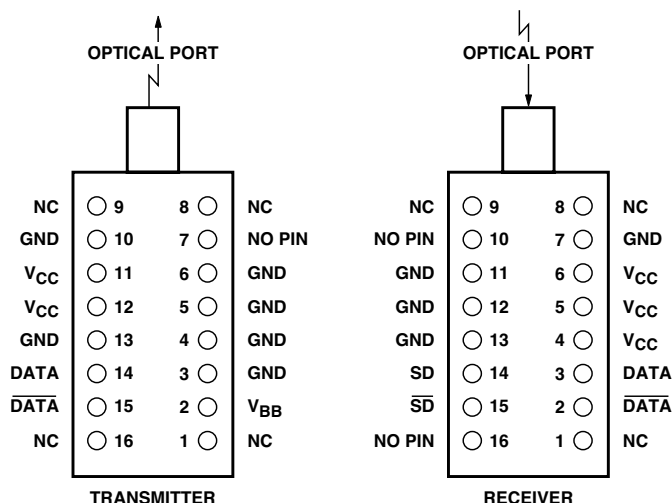 OPTICAL PORT OPTICAL PORT
NC 9 8 NC NC 9 8 NC
GND 10 7 NO PIN NO PIN 10 7 GND
VCC 11 6 GND GND 11 6 VCC
VCC 12 5 GND GND 12 5 VCC
GND 13 4 GND GND 13 4 VCC
DATA 14 3 GND SD 14 3 DATA
D̅A̅T̅A̅ 15 2 VBB S̅D̅ 15 2 D̅A̅T̅A̅
NC 16 1 NC NO PIN 16 1 NC
TRANSMITTER RECEIVER